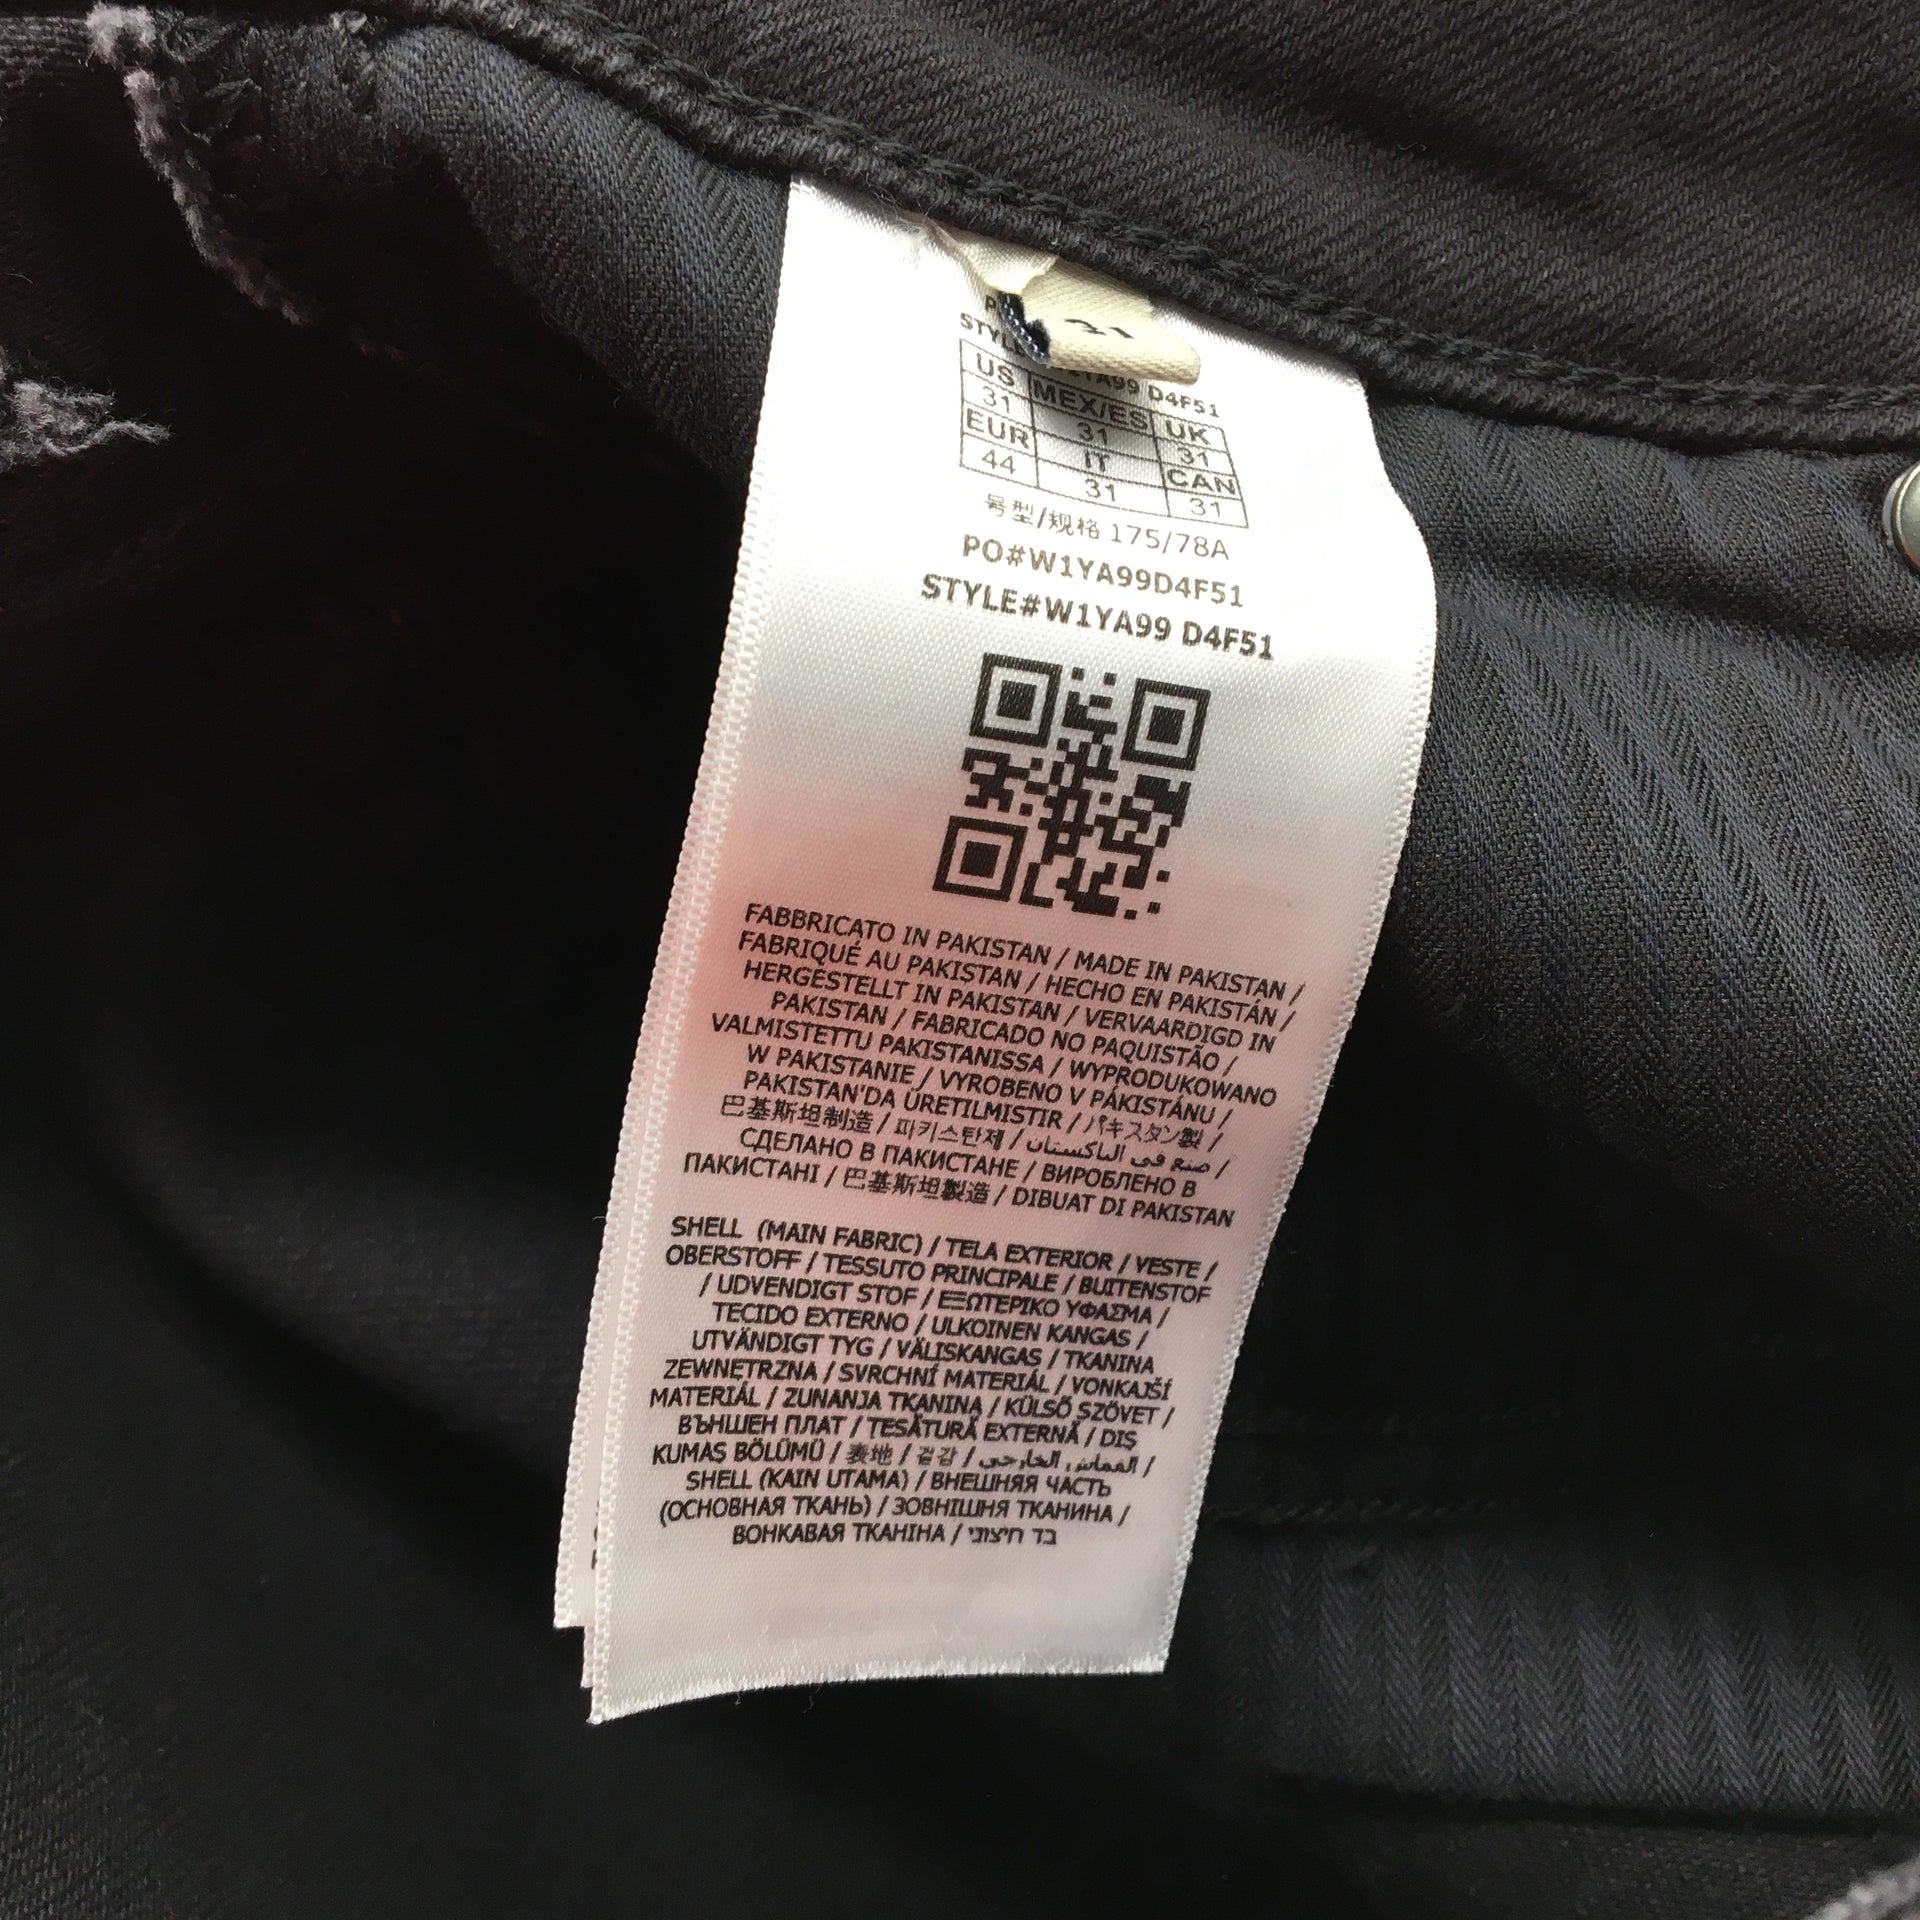 31
STYLE
YA99 D4F51
US MEX/ES UK
31 31 31
EUR IT CAN
44 31 31
号型/规格 175/78A
PO#W1YA99D4F51
STYLE#W1YA99 D4F51
FABBRICATO IN PAKISTAN / MADE IN PAKISTAN /
FABRIQUÉ AU PAKISTAN / HECHO EN PAKISTÁN /
HERGESTELLT IN PAKISTAN / VERVAARDIGD IN
PAKISTAN / FABRICADO NO PAQUISTÃO /
VALMISTETTU PAKISTANISSA / WYPRODUKOWANO
W PAKISTANIE / VYROBENO V PÁKISTÁNU /
PAKISTAN'DA ÜRETILMISTIR / パキスタン製 /
巴基斯坦制造 / 파키스탄제 / صنع في الباكستان /
СДЕЛАНО В ПАКИСТАНЕ / ВИРОБЛЕНО В
ПАКИСТАНІ / 巴基斯坦製造 / DIBUAT DI PAKISTAN
SHELL (MAIN FABRIC) / TELA EXTERIOR / VESTE /
OBERSTOFF / TESSUTO PRINCIPALE / BUITENSTOF
/ UDVENDIGT STOF / ΕΞΩΤΕΡΙΚΟ ΥΦΑΣΜΑ /
TECIDO EXTERNO / ULKOINEN KANGAS /
UTVÄNDIGT TYG / VÄLISKANGAS / TKANINA
ZEWNĘTRZNA / SVRCHNÍ MATERIÁL / VONKAJŠÍ
MATERIÁL / ZUNANJA TKANINA / KÜLSŐ SZÖVET /
ВЪНШЕН ПЛАТ / ŢESĂTURĂ EXTERNĂ / DIŞ
KUMAŞ BÖLÜMÜ / 表地 / 겉감 / القماش الخارجي /
SHELL (KAIN UTAMA) / ВНЕШНЯЯ ЧАСТЬ
(ОСНОВНАЯ ТКАНЬ) / ЗОВНІШНЯ ТКАНИНА /
ВОНКАВАЯ ТКАНІНА / בד חיצוני